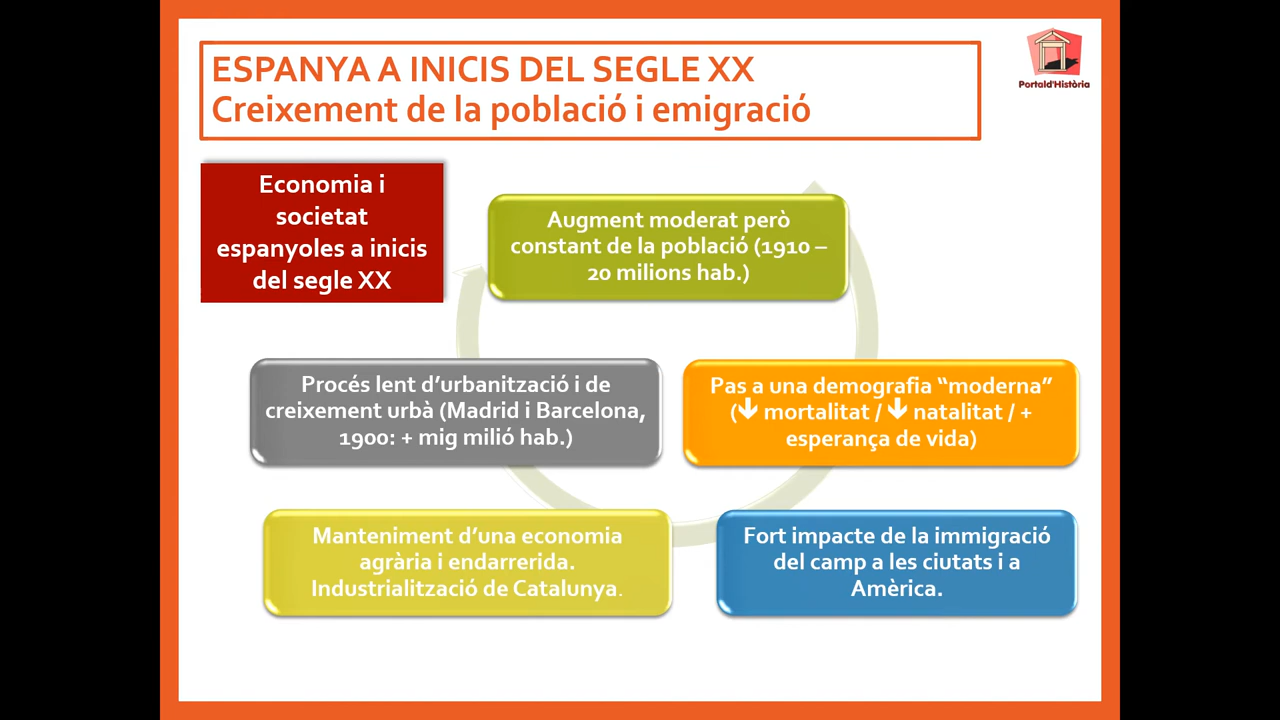 ESPANYA A INICIS DEL SEGLE XX
Creixement de la població i emigració
Portald'Història
Economia i
societat
espanyoles a inicis
del segle XX
Augment moderat però
constant de la població (1910 –
20 milions hab.)
Pas a una demografia “moderna”
(🡻 mortalitat / 🡻 natalitat / +
esperança de vida)
Fort impacte de la immigració
del camp a les ciutats i a
Amèrica.
Manteniment d’una economia
agrària i endarrerida.
Industrialització de Catalunya.
Procés lent d’urbanització i de
creixement urbà (Madrid i Barcelona,
1900: + mig milió hab.)